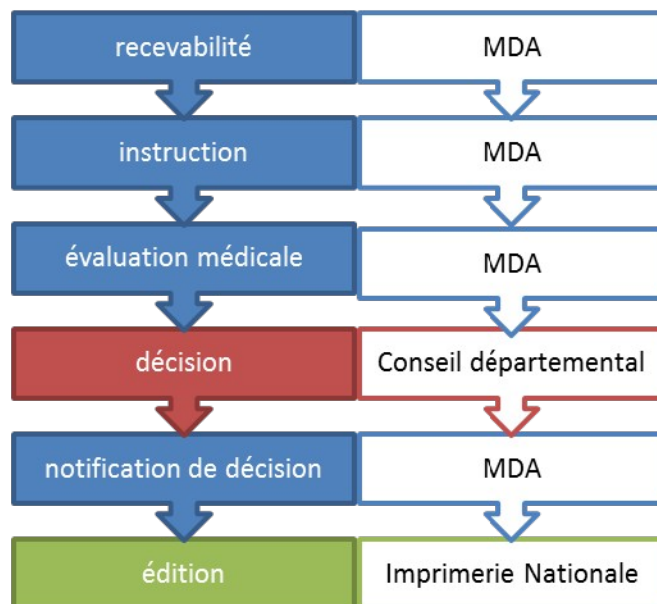 recevabilité MDA
instruction MDA
évaluation médicale MDA
décision Conseil départemental
notification de décision MDA
édition Imprimerie Nationale